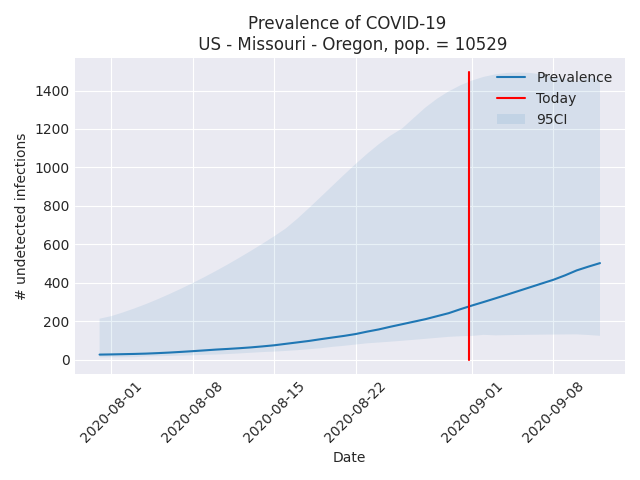 Prevalence of COVID-19
US - Missouri - Oregon, pop. = 10529
Prevalence
Today
95CI
# undetected infections
1400
1200
1000
800
600
400
200
0
2020-08-01
2020-08-08
2020-08-15
2020-08-22
2020-09-01
2020-09-08
Date